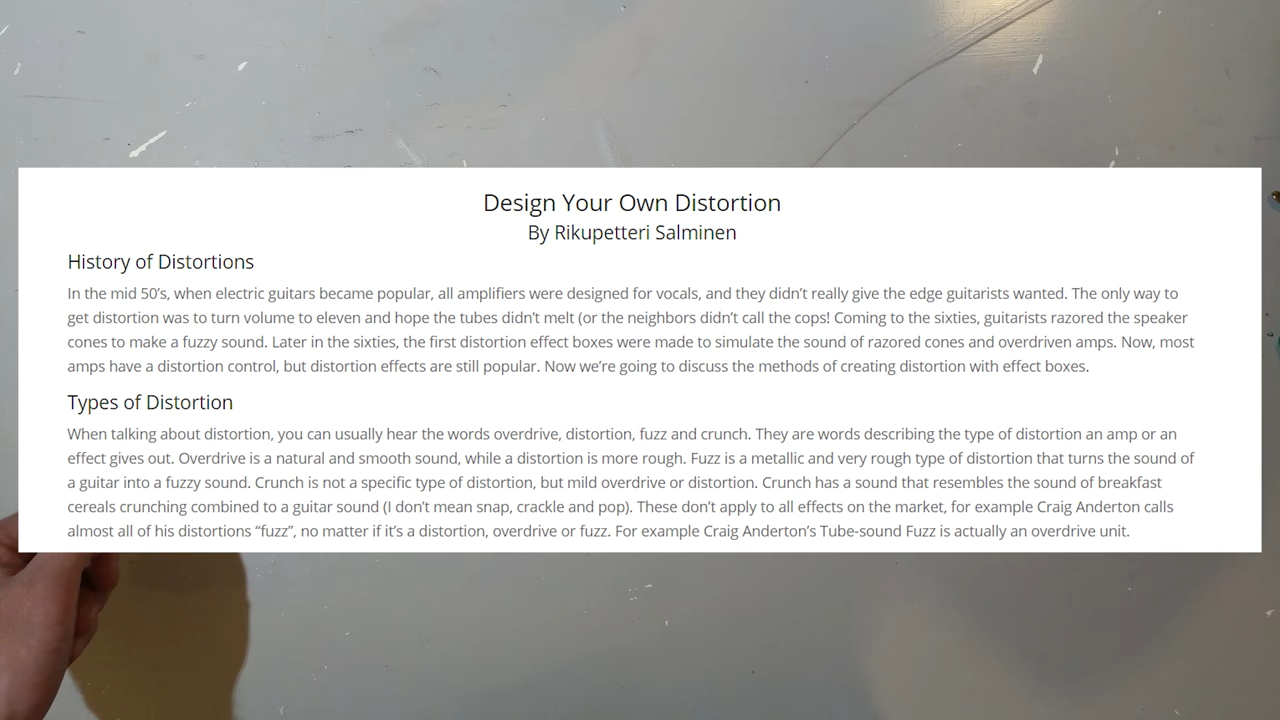 Design Your Own Distortion
By Rikupetteri Salminen
History of Distortions
In the mid 50’s, when electric guitars became popular, all amplifiers were designed for vocals, and they didn’t really give the edge guitarists wanted. The only way to
get distortion was to turn volume to eleven and hope the tubes didn’t melt (or the neighbors didn’t call the cops! Coming to the sixties, guitarists razored the speaker
cones to make a fuzzy sound. Later in the sixties, the first distortion effect boxes were made to simulate the sound of razored cones and overdriven amps. Now, most
amps have a distortion control, but distortion effects are still popular. Now we’re going to discuss the methods of creating distortion with effect boxes.
Types of Distortion
When talking about distortion, you can usually hear the words overdrive, distortion, fuzz and crunch. They are words describing the type of distortion an amp or an
effect gives out. Overdrive is a natural and smooth sound, while a distortion is more rough. Fuzz is a metallic and very rough type of distortion that turns the sound of
a guitar into a fuzzy sound. Crunch is not a specific type of distortion, but mild overdrive or distortion. Crunch has a sound that resembles the sound of breakfast
cereals crunching combined to a guitar sound (I don’t mean snap, crackle and pop). These don’t apply to all effects on the market, for example Craig Anderton calls
almost all of his distortions “fuzz”, no matter if it’s a distortion, overdrive or fuzz. For example Craig Anderton’s Tube-sound Fuzz is actually an overdrive unit.